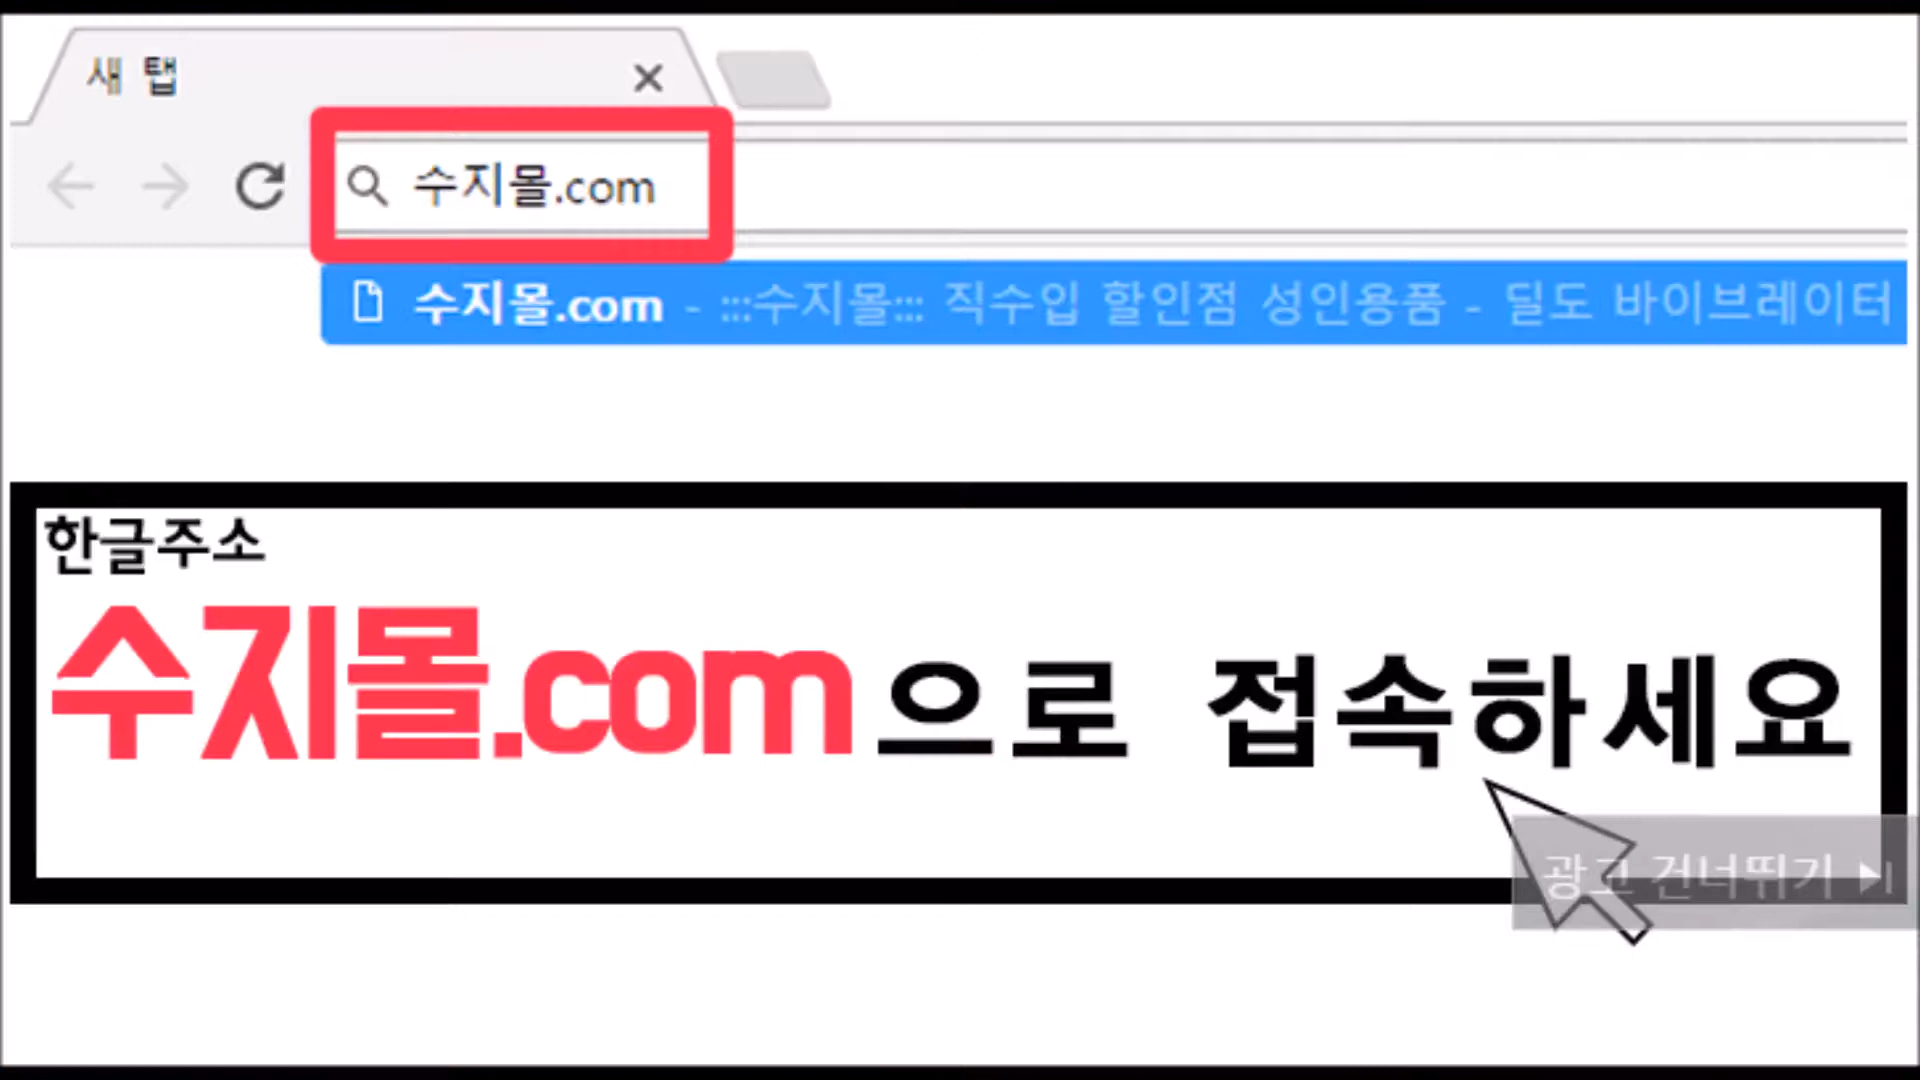 새 탭
수지몰.com
수지몰.com - :::수지몰::: 직수입 할인점 성인용품 - 딜도 바이브레이터
한글주소
수지몰.com으로 접속하세요
광고 건너뛰기